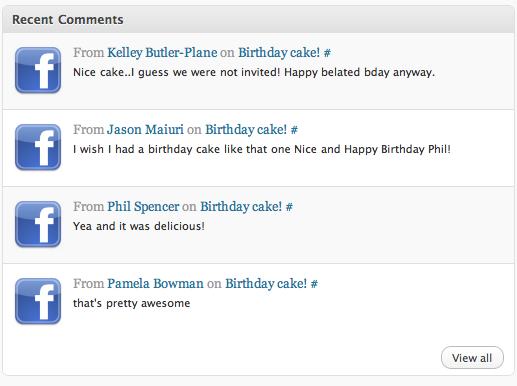 Recent Comments
From Kelley Butler-Plane on Birthday cake! #
Nice cake..I guess we were not invited! Happy belated bday anyway.
From Jason Maiuri on Birthday cake! #
I wish I had a birthday cake like that one Nice and Happy Birthday Phil!
From Phil Spencer on Birthday cake! #
Yea and it was delicious!
From Pamela Bowman on Birthday cake! #
that's pretty awesome
View all